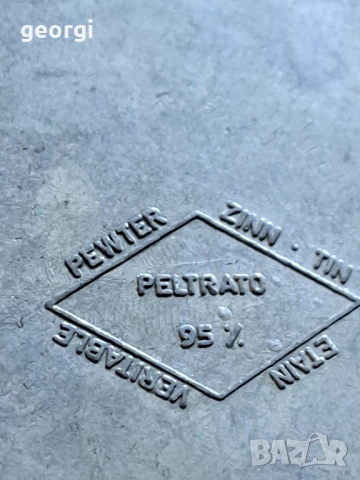 georgi
PEWTER
ZINN · TIN
PELTRATO
95 %
VERITABLE
ETAIN
BAZAR